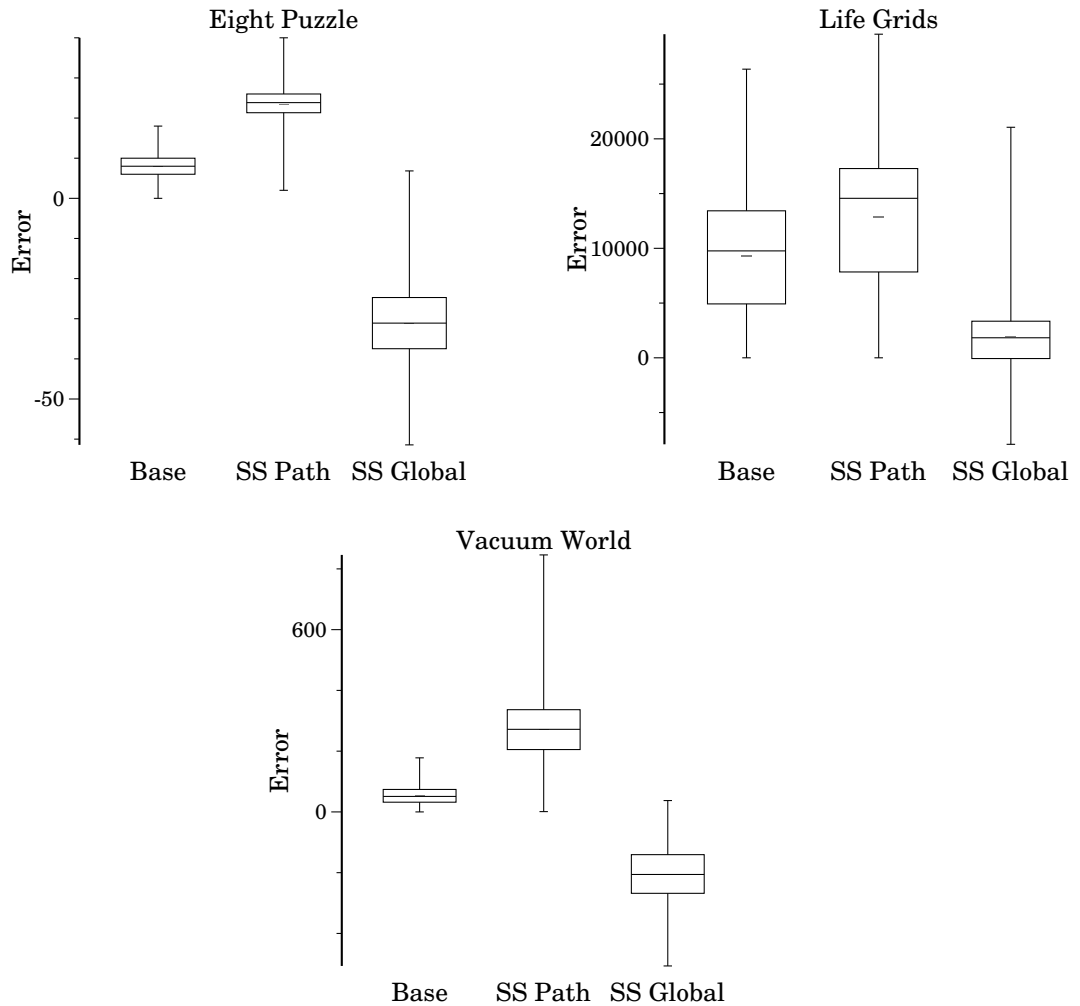 Eight Puzzle
Error
0
-50
Base SS Path SS Global
Life Grids
Error
20000
10000
0
Base SS Path SS Global
Vacuum World
Error
600
0
Base SS Path SS Global